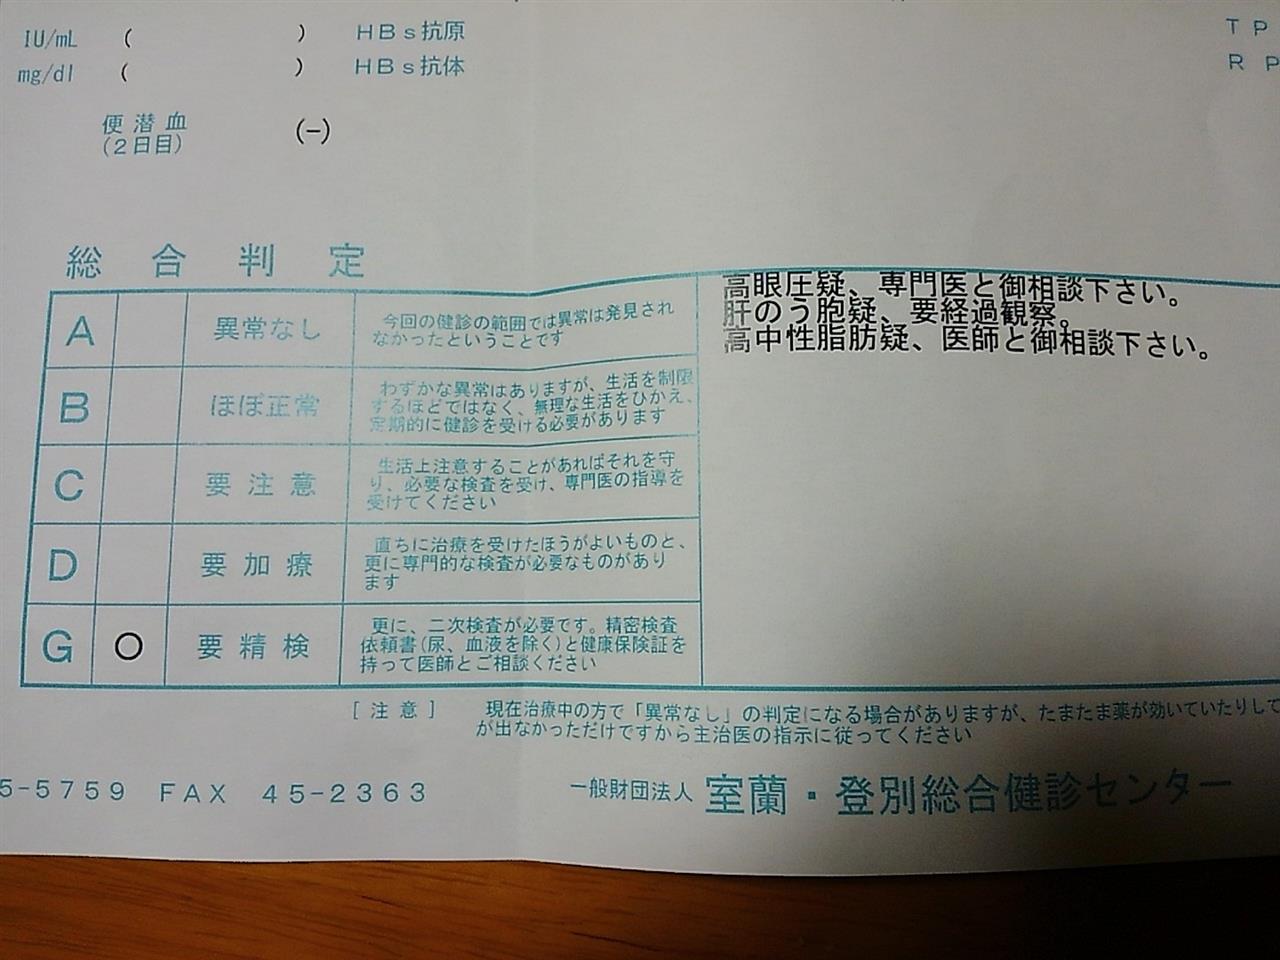 IU/mL ( ) HBs抗原 TP
mg/dl ( ) HBs抗体 RP
便潜血 (-)
(2日目)
総合判定
高眼圧疑、専門医と御相談下さい。
肝のう胞疑、要経過観察。
高中性脂肪疑、医師と御相談下さい。
A 異常なし 今回の健診の範囲では異常は発見され
なかったということです
B ほぼ正常 わずかな異常はありますが、生活を制限
するほどではなく、無理な生活をひかえ、
定期的に健診を受ける必要があります
C 要注意 生活上注意することがあればそれを守
り、必要な検査を受け、専門医の指導を
受けてください
D 要加療 直ちに治療を受けたほうがよいものと、
更に専門的な検査が必要なものがあり
ます
G ○ 要精検 更に、二次検査が必要です。精密検査
依頼書(尿、血液を除く)と健康保険証を
持って医師とご相談ください
[注意] 現在治療中の方で「異常なし」の判定になる場合がありますが、たまたま薬が効いていたりして
が出なかっただけですから主治医の指示に従ってください
5-5759 FAX 45-2363 一般財団法人 室蘭・登別総合健診センター